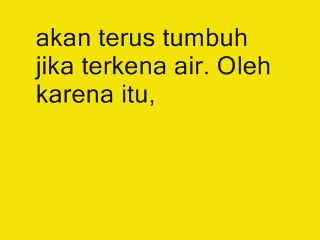 akan terus tumbuh
jika terkena air. Oleh
karena itu,